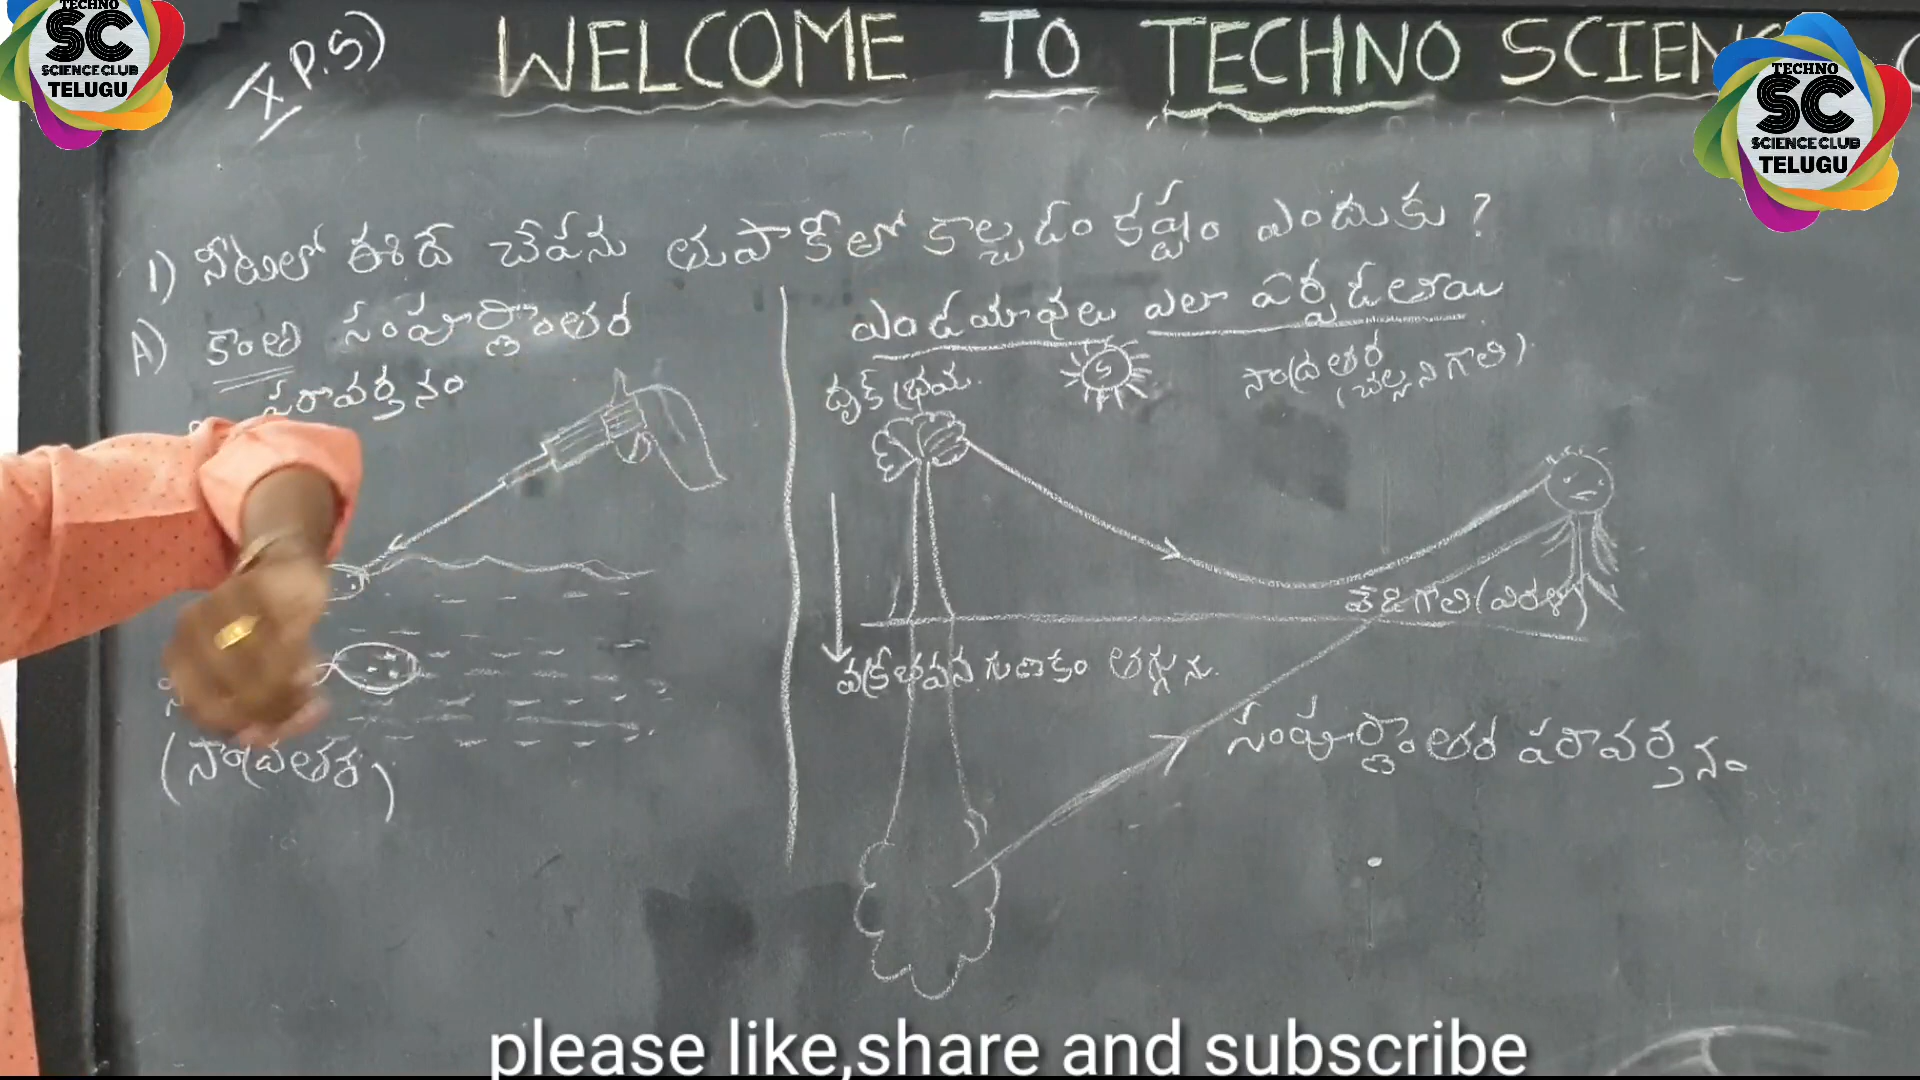 TECHNO
SC
SCIENCE CLUB
TELUGU
X P.S)
WELCOME TO TECHNO SCIEN
TECHNO
SC
SCIENCE CLUB
TELUGU
1) నీటిలో ఈదే చేపను తుపాకీతో కాల్చడం కష్టం ఎందుకు ?
A) కాంతి సంపూర్ణాంతర
పరావర్తనం
(సాంద్రతర)
ఎండమావులు ఎలా ఏర్పడతాయి
దృక్ భ్రమ.
సాంద్రతర
(చల్లని గాలి)
వేడిగాలి (విరళ)
వక్రీభవన గుణకం తగ్గును.
సంపూర్ణాంతర పరావర్తనం
please like,share and subscribe